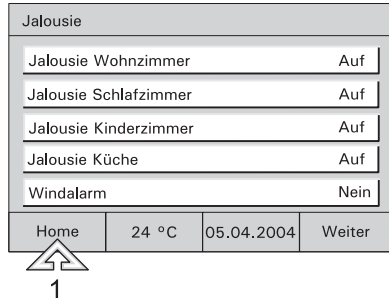 Jalousie
Jalousie Wohnzimmer Auf
Jalousie Schlafzimmer Auf
Jalousie Kinderzimmer Auf
Jalousie Küche Auf
Windalarm Nein
Home 24 °C 05.04.2004 Weiter
1